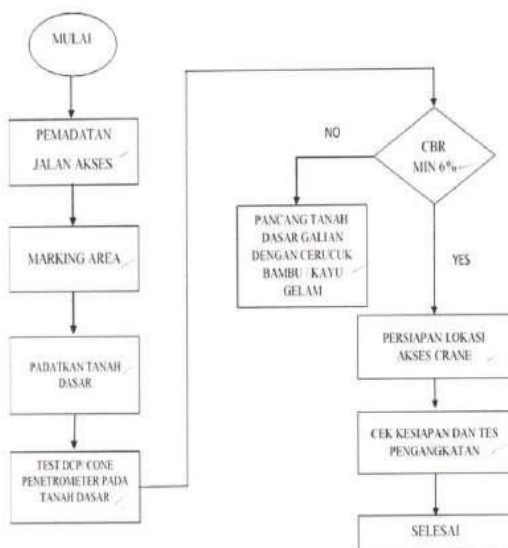 MULAI
PEMADATAN
JALAN AKSES
MARKING AREA
PADATKAN TANAH
DASAR
TEST DCP/ CONE
PENETROMETER PADA
TANAH DASAR
NO
CBR
MIN 6%
PANCANG TANAH
DASAR GALIAN
DENGAN CERUCUK
BAMBU / KAYU
GELAM
YES
PERSIAPAN LOKASI
AKSES CRANE
CEK KESIAPAN DAN TES
PENGANGKATAN
SELESAI